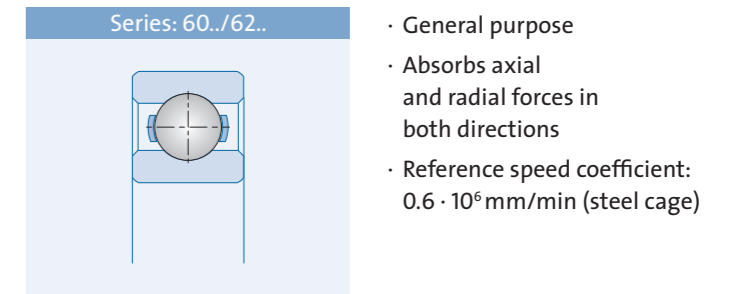 Series: 60../62..
· General purpose
· Absorbs axial
and radial forces in
both directions
· Reference speed coefficient:
0.6 · 10⁶ mm/min (steel cage)